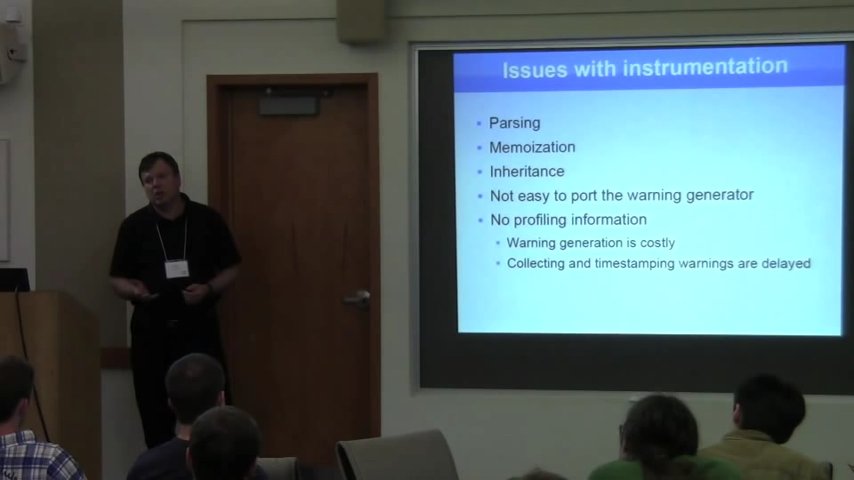 Issues with instrumentation
Parsing
Memoization
Inheritance
Not easy to port the warning generator
No profiling information
Warning generation is costly
Collecting and timestamping warnings are delayed